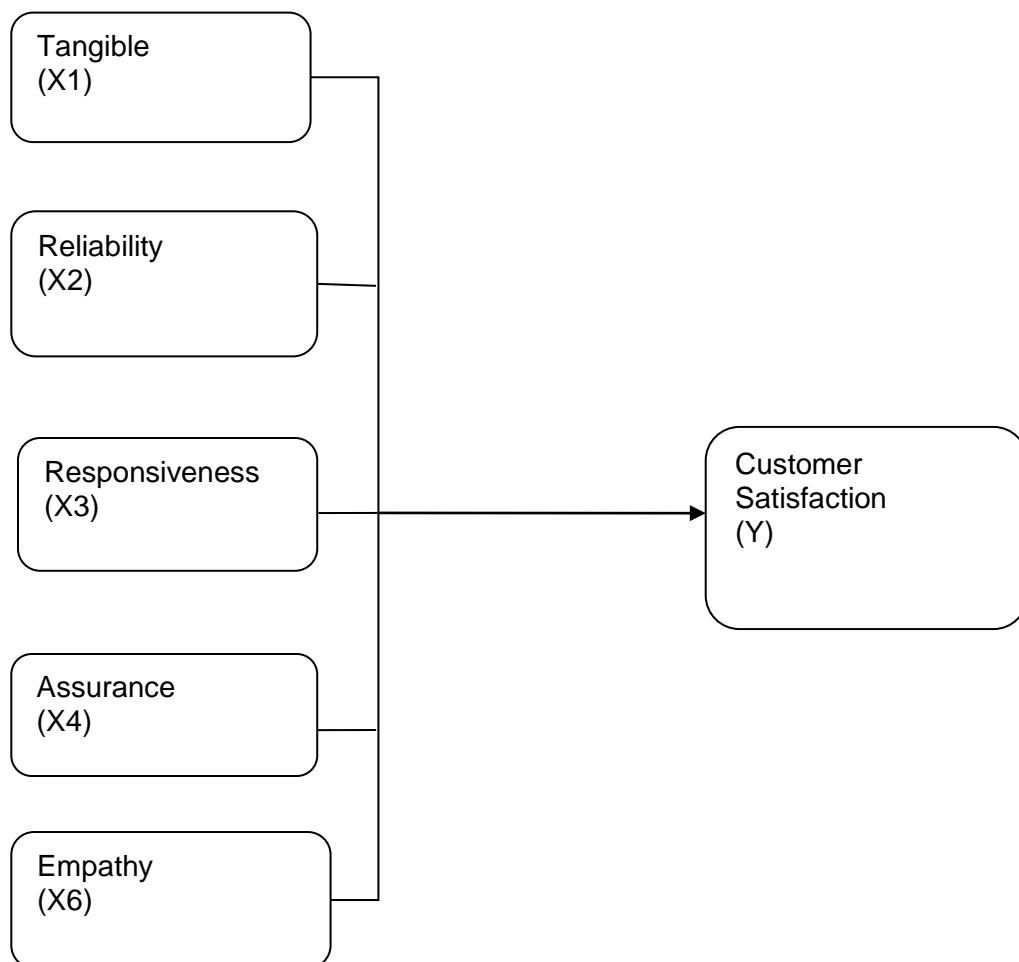 Tangible
(X1)
Reliability
(X2)
Responsiveness
(X3)
Customer
Satisfaction
(Y)
Assurance
(X4)
Empathy
(X6)